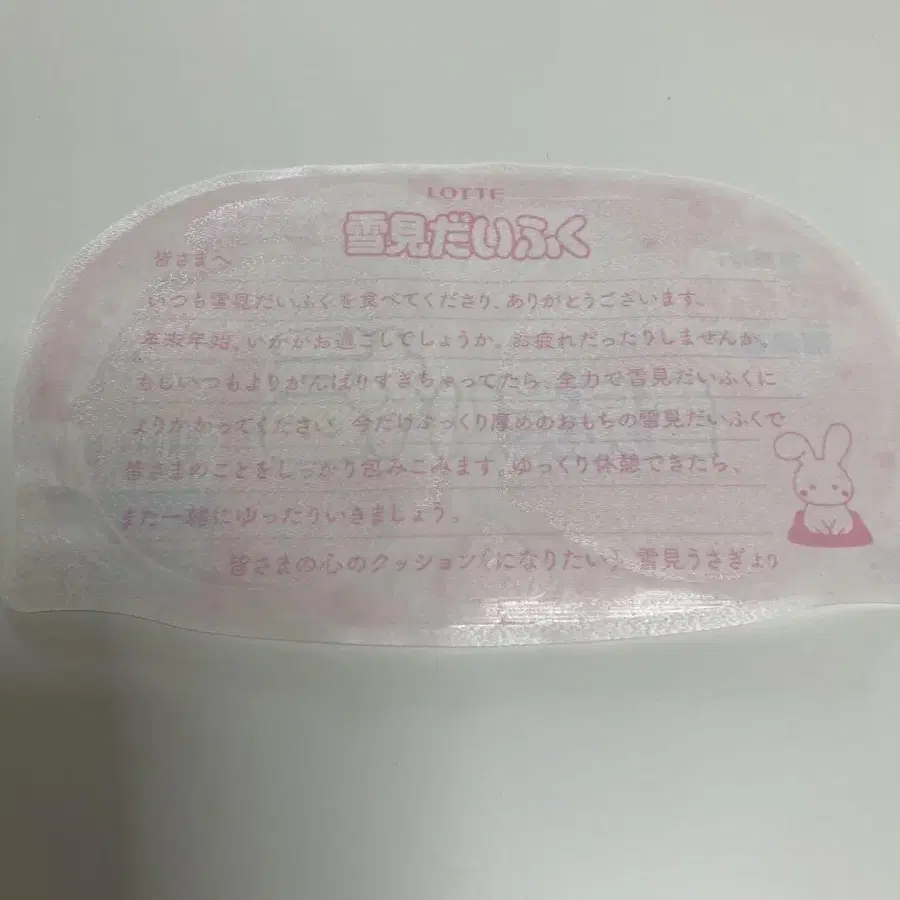 LOTTE
雪見だいふく
皆さまへ
いつも雪見だいふくを食べてくださり、ありがとうございます。
年末年始、いかがお過ごしでしょうか。お疲れだったりしませんか。
もしいつもよりがんばりすぎちゃってたら、全力で雪見だいふくに
よりかかってください。今だけぷっくり厚めのおもちの雪見だいふくで
皆さまのことをしっかり包みこみます。ゆっくり休憩できたら、
また一緒にゆったりいきましょう。
皆さまの心のクッション(になりたい) 雪見うさぎより